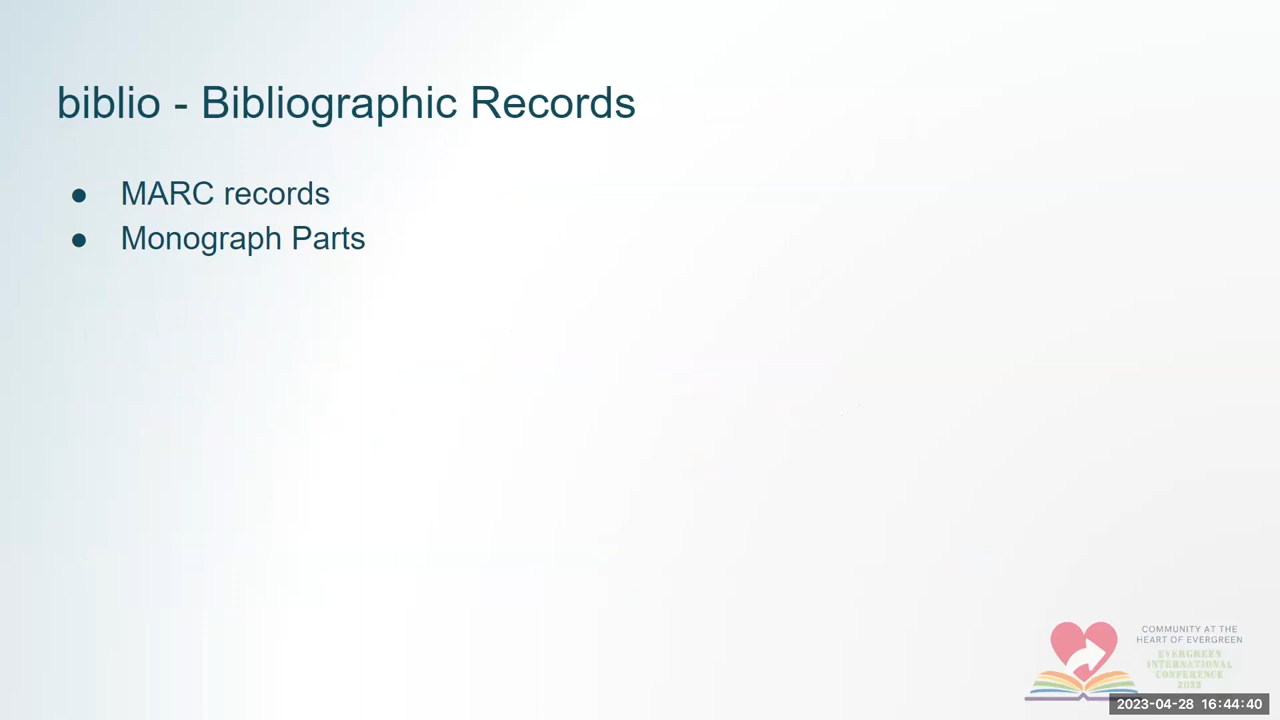 biblio - Bibliographic Records
● MARC records
● Monograph Parts
COMMUNITY AT THE
HEART OF EVERGREEN
EVERGREEN
INTERNATIONAL
CONFERENCE
2023-04-28 16:44:40